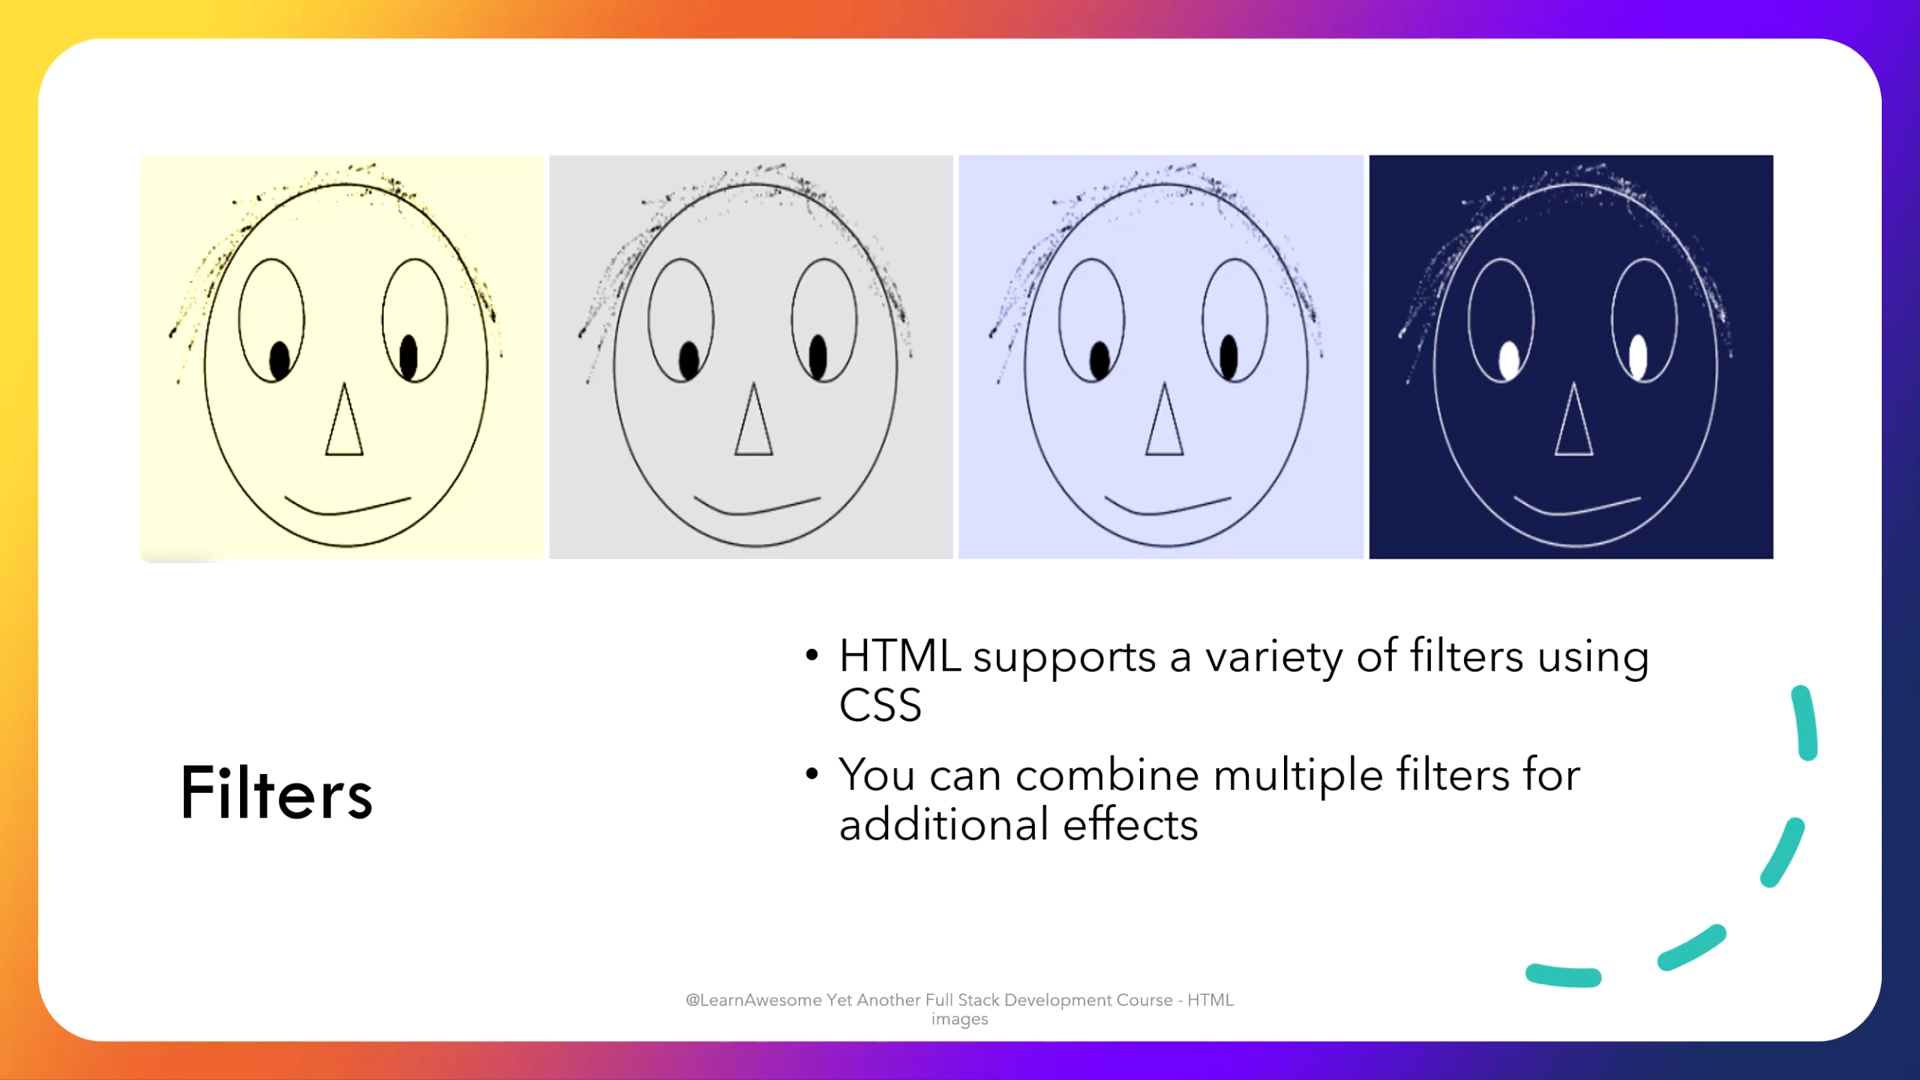 Filters
• HTML supports a variety of filters using
CSS
• You can combine multiple filters for
additional effects
@LearnAwesome Yet Another Full Stack Development Course - HTML
images